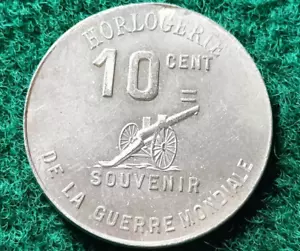 HORLOGERIE
10 CENT
SOUVENIR
DE LA GUERRE MONDIALE